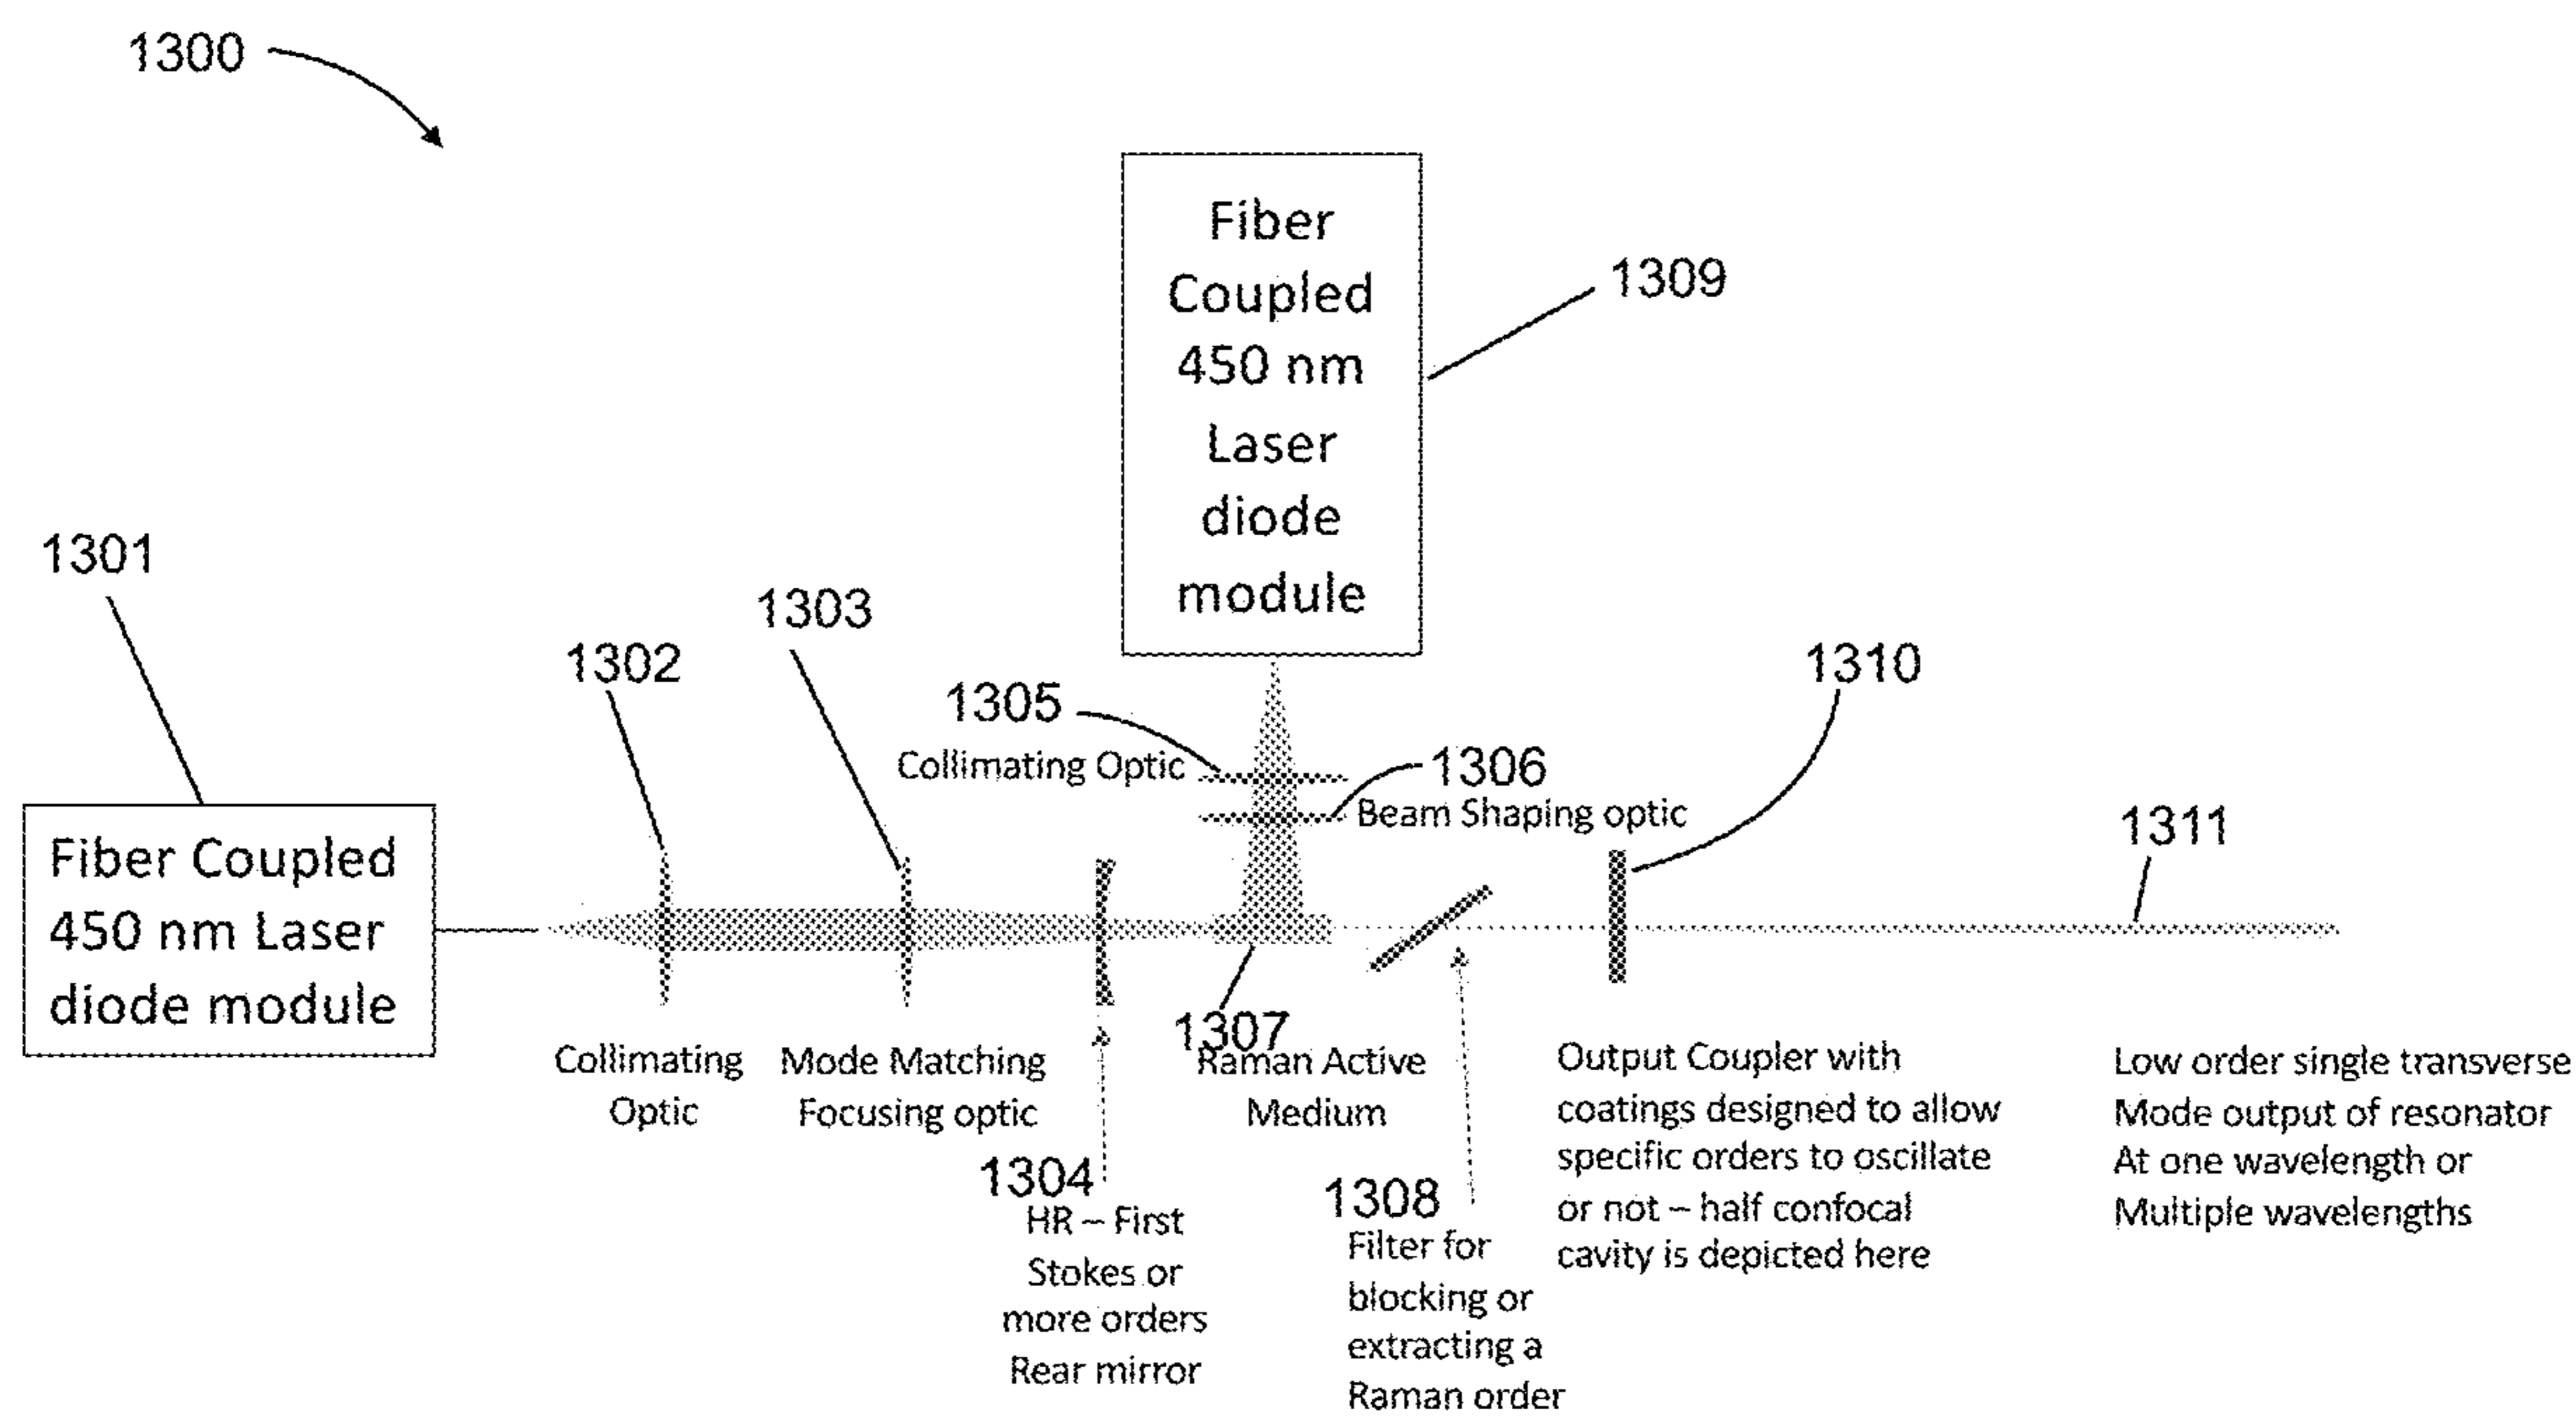 1300
Fiber
Coupled
450 nm
Laser
diode
module
1309
1301
1303
1302
1310
1305
Collimating Optic
1306
Beam Shaping optic
1311
Fiber Coupled
450 nm Laser
diode module
1307
Collimating
Optic
Mode Matching
Focusing optic
Raman Active
Medium
1304
HR – First
Stokes or
more orders
Rear mirror
1308
Filter for
blocking or
extracting a
Raman order
Output Coupler with
coatings designed to allow
specific orders to oscillate
or not – half confocal
cavity is depicted here
Low order single transverse
Mode output of resonator
At one wavelength or
Multiple wavelengths